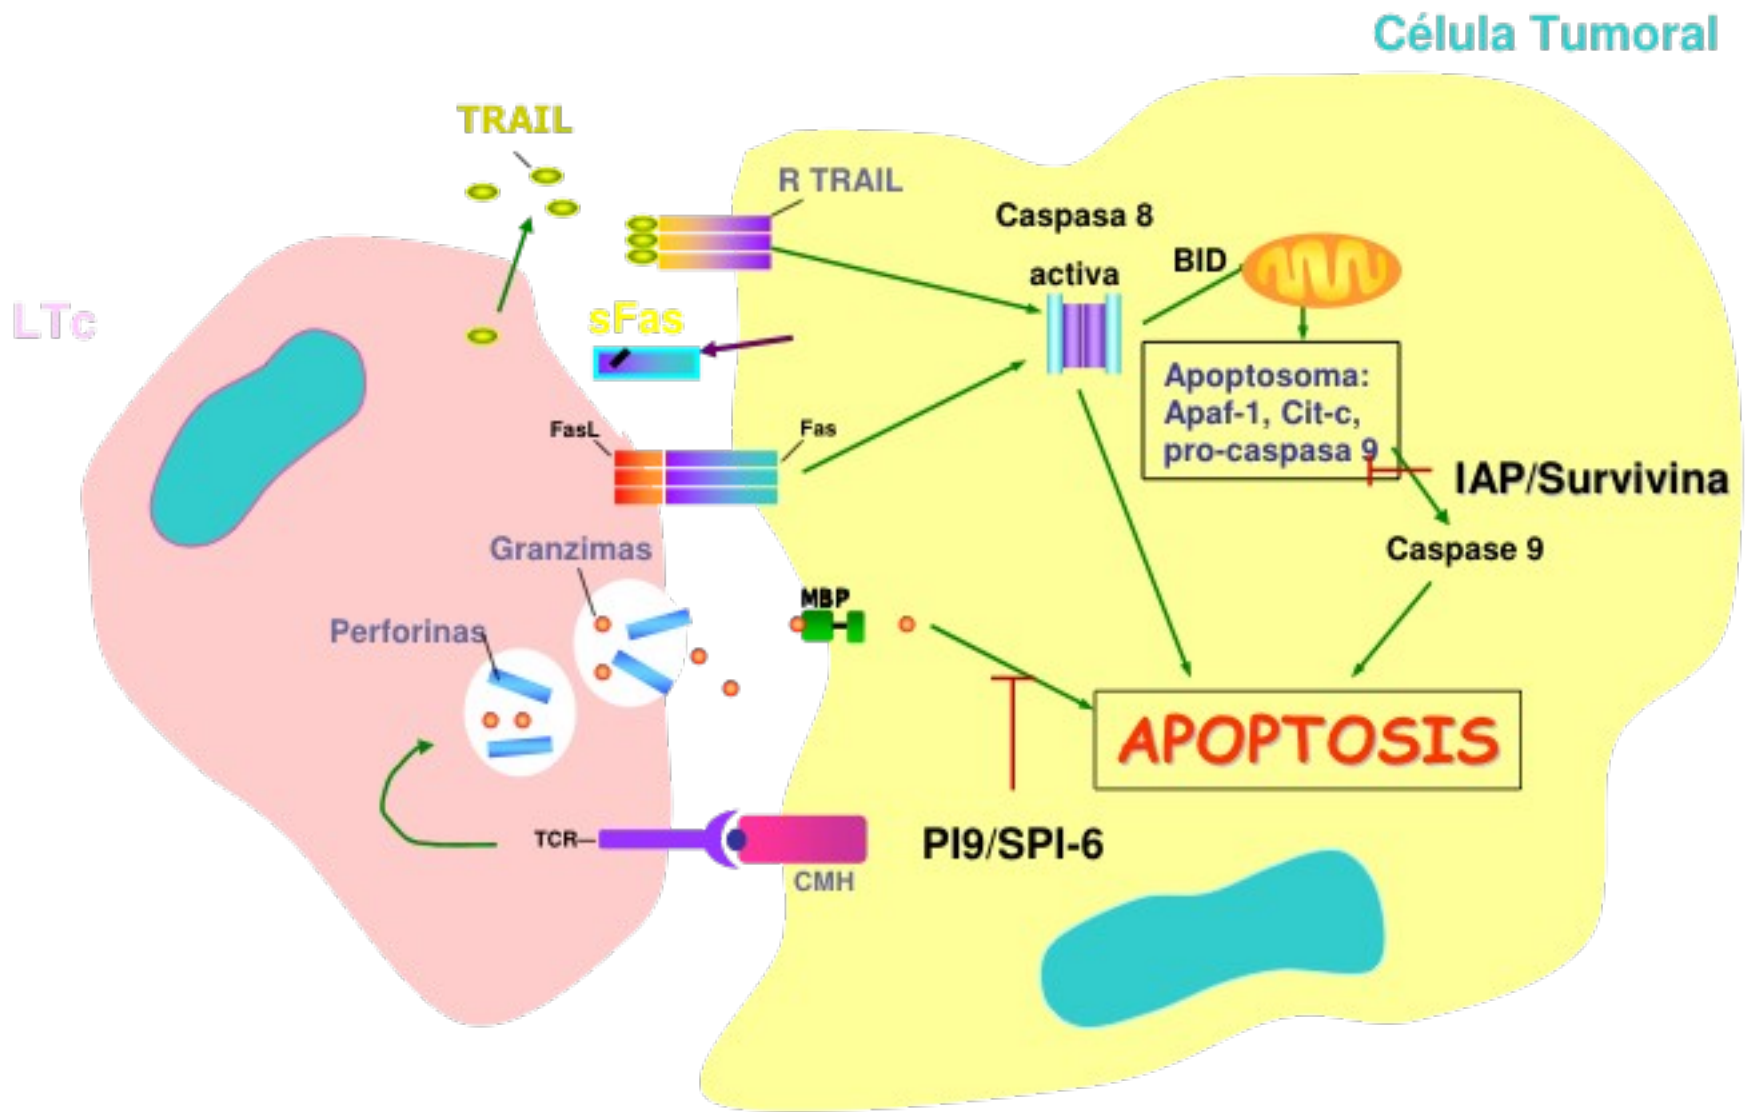 Célula Tumoral
TRAIL
R TRAIL
Caspasa 8
activa
BID
LTc
sFas
Apoptosoma:
Apaf-1, Cit-c,
pro-caspasa 9
FasL
Fas
IAP/Survivina
Granzimas
Caspase 9
MBP
Perforinas
APOPTOSIS
TCR
PI9/SPI-6
CMH